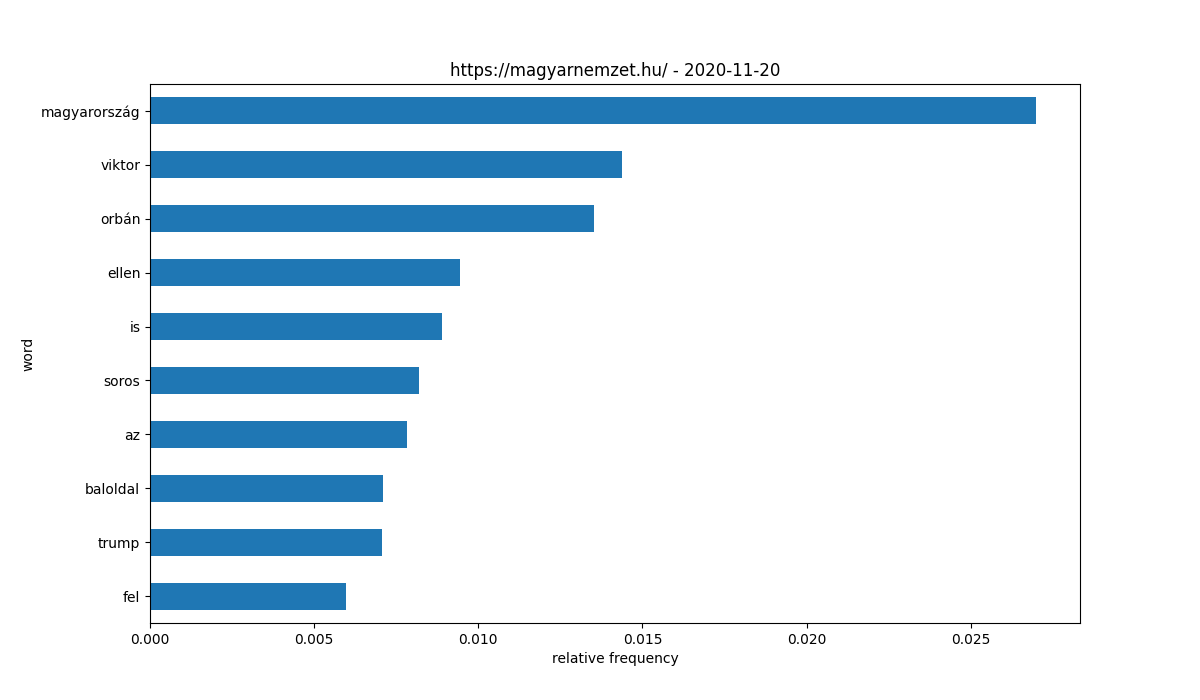 https://magyarnemzet.hu/ - 2020-11-20
magyarország
viktor
orbán
ellen
is
soros
az
baloldal
trump
fel
word
0.000 0.005 0.010 0.015 0.020 0.025
relative frequency